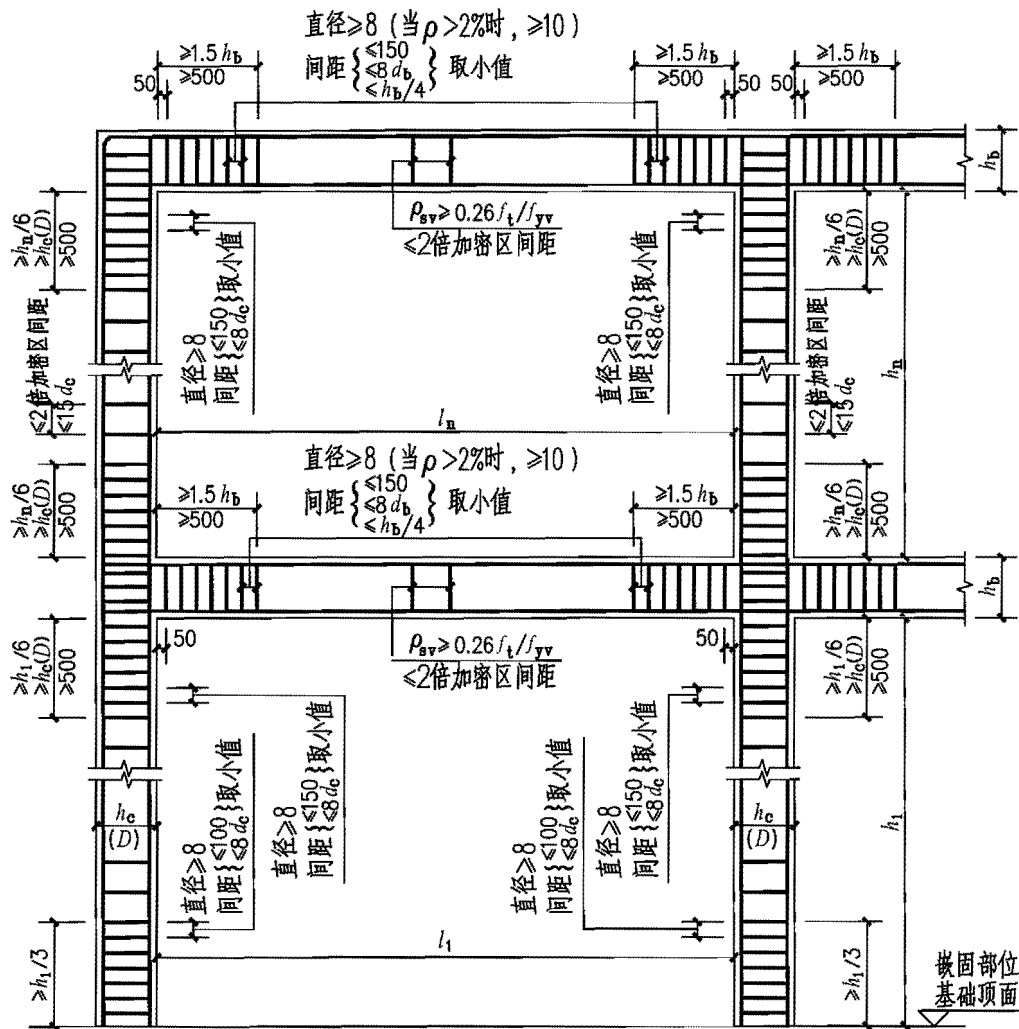 直径≥8 (当ρ>2%时, ≥10)
间距{≤150 ≤8d_b ≤h_b/4}取小值
≥1.5h_b
≥500
50
≥1.5h_b
≥500
50
50
≥1.5h_b
≥500
h_b
ρ_sv≥0.26f_t/f_yv
≤2倍加密区间距
≥h_n/6
≥h_c(D)
≥500
直径≥8
间距{≤150 ≤8d_c}取小值
直径≥8
间距{≤150 ≤8d_c}取小值
≥h_n/6
≥h_c(D)
≥500
≤2倍加密区间距
≤15d_c
≤2倍加密区间距
≤15d_c
h_n
l_n
直径≥8 (当ρ>2%时, ≥10)
间距{≤150 ≤8d_b ≤h_b/4}取小值
≥h_n/6
≥h_c(D)
≥500
≥1.5h_b
≥500
≥1.5h_b
≥500
≥h_n/6
≥h_c(D)
≥500
h_b
≥h_1/6
≥h_c(D)
≥500
50
ρ_sv≥0.26f_t/f_yv
≤2倍加密区间距
50
≥h_1/6
≥h_c(D)
≥500
h_c
(D)
直径≥8
间距{≤100 ≤8d_c}取小值
直径≥8
间距{≤150 ≤8d_c}取小值
直径≥8
间距{≤100 ≤8d_c}取小值
直径≥8
间距{≤150 ≤8d_c}取小值
h_c
(D)
h_1
≥h_1/3
l_1
≥h_1/3
嵌固部位
基础顶面